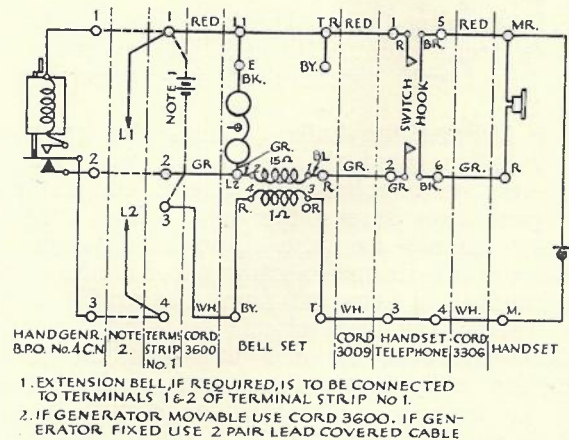 1 1 RED L1 T R RED 1 5 RED MR.
E BK. BY. R BR.
NOTE 1
L1
SWITCH HOOK
GR. 15Ω BL
2 2 GR L2 1 2 1 R GR. 2 6 GR. R
GR BK.
4 3
R. 1Ω OR
L2 3
3 4 WH. BY. T. WH. 3 4 WH. M.
HAND GENR. B.P.O. No. 4 C.N
NOTE 2.
TERM: STRIP No. 1
CORD 3600
BELL SET
CORD 3009
HANDSET TELEPHONE
CORD 3306
HANDSET
1. EXTENSION BELL, IF REQUIRED, IS TO BE CONNECTED
TO TERMINALS 1 & 2 OF TERMINAL STRIP No 1.
2. IF GENERATOR MOVABLE USE CORD 3600. IF GEN-
ERATOR FIXED USE 2 PAIR LEAD COVERED CABLE